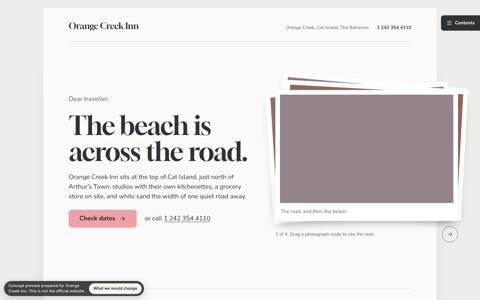 Orange Creek Inn
Orange Creek, Cat Island, The Bahamas 1 242 354 4110
Contents
Dear traveller,
The beach is
across the road.
Orange Creek Inn sits at the top of Cat Island, just north of
Arthur's Town: studios with their own kitchenettes, a grocery
store on site, and white sand the width of one quiet road away.
Check dates →
or call 1 242 354 4110
The road, and then the beach.
1 of 4. Drag a photograph aside to see the next.
Concept preview prepared for Orange
Creek Inn. This is not the official website.
What we would change